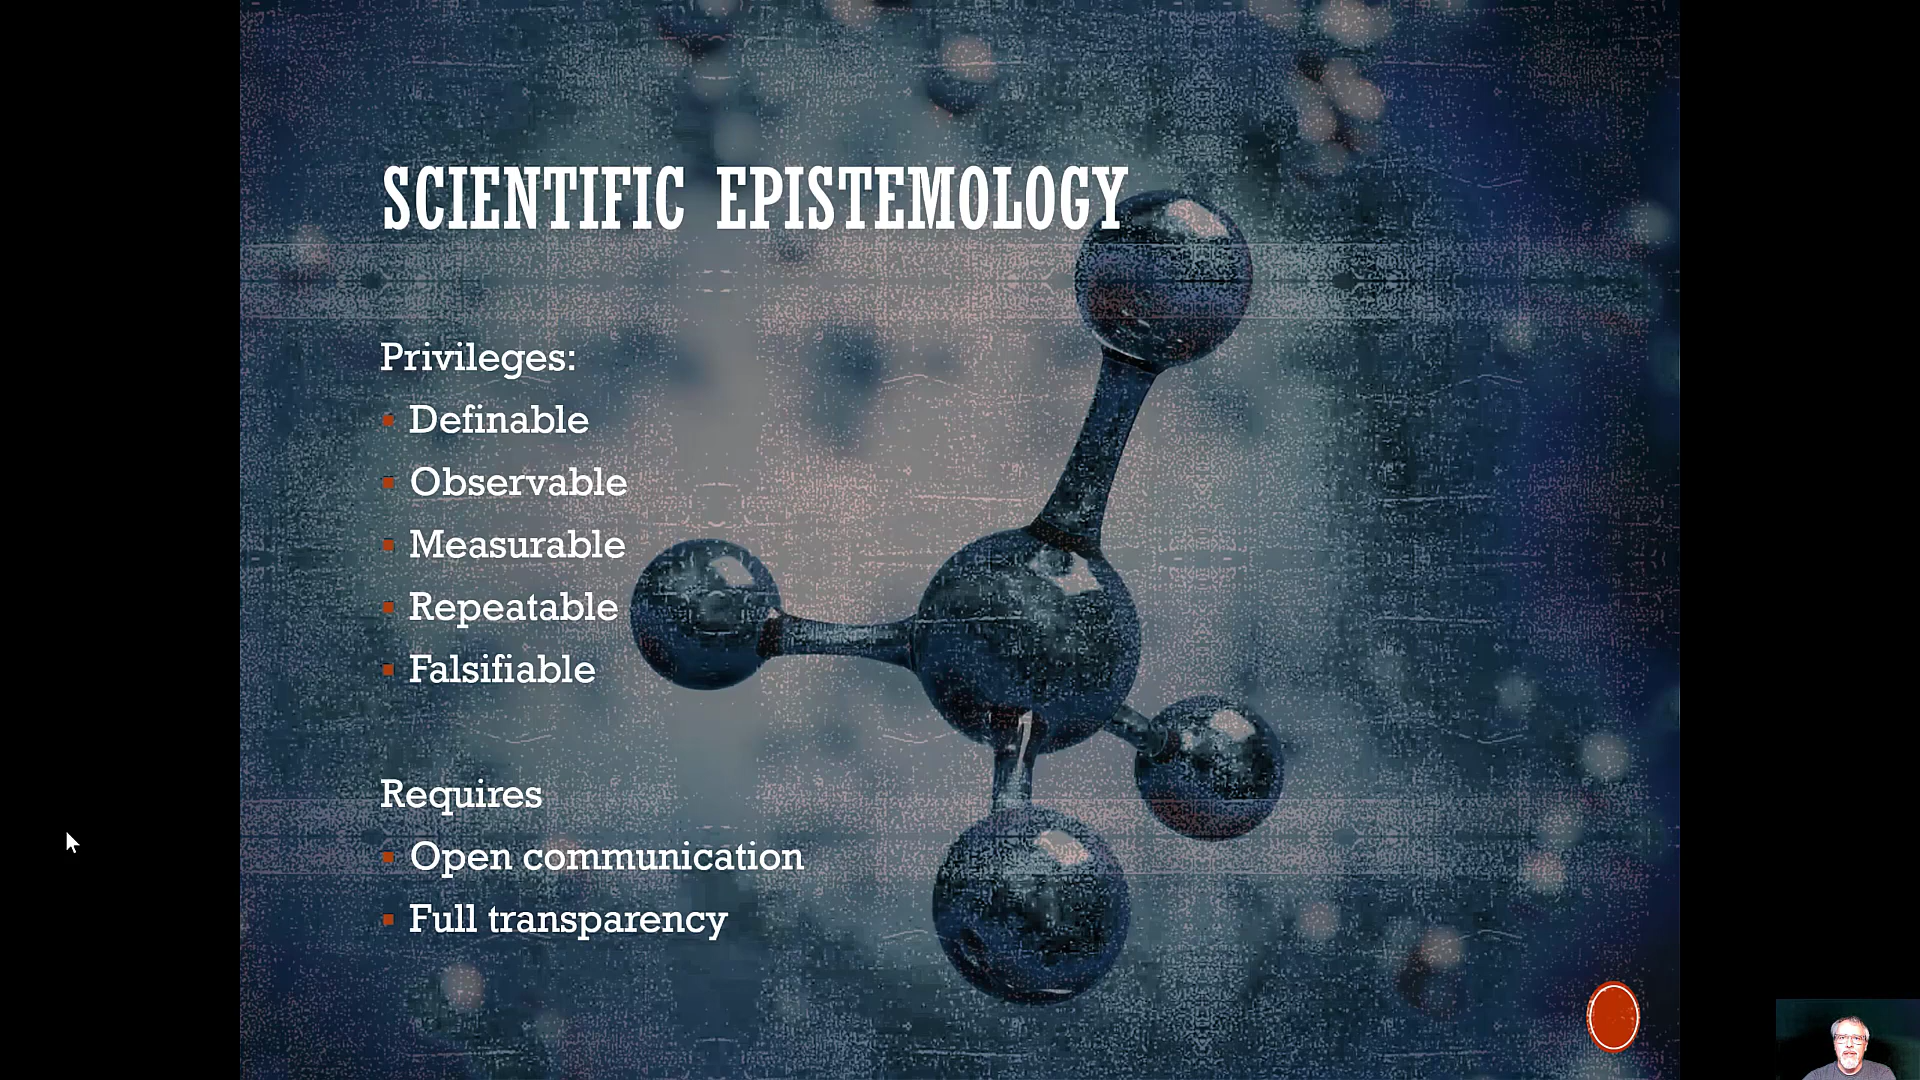 SCIENTIFIC EPISTEMOLOGY
Privileges:
Definable
Observable
Measurable
Repeatable
Falsifiable
Requires
Open communication
Full transparency